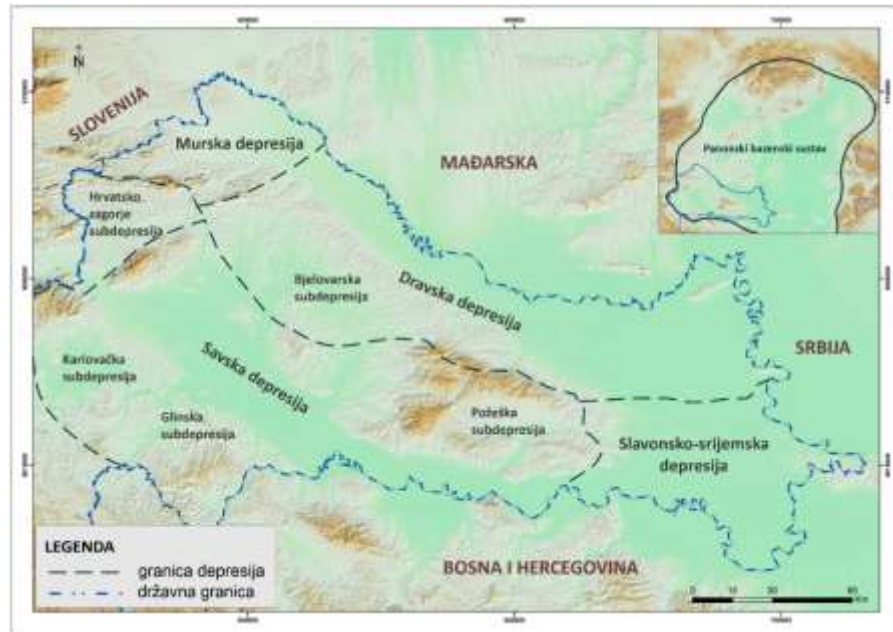 N
SLOVENIJA
Murska depresija
MAĐARSKA
Panonski bazenski sustav
Hrvatsko
zagorje
subdepresija
Bjelovarska
subdepresija
Dravska depresija
SRBIJA
Karlovačka
subdepresija
Savska depresija
Glinska
subdepresija
Požeška
subdepresija
Slavonsko-srijemska
depresija
LEGENDA
granica depresija
državna granica
BOSNA I HERCEGOVINA